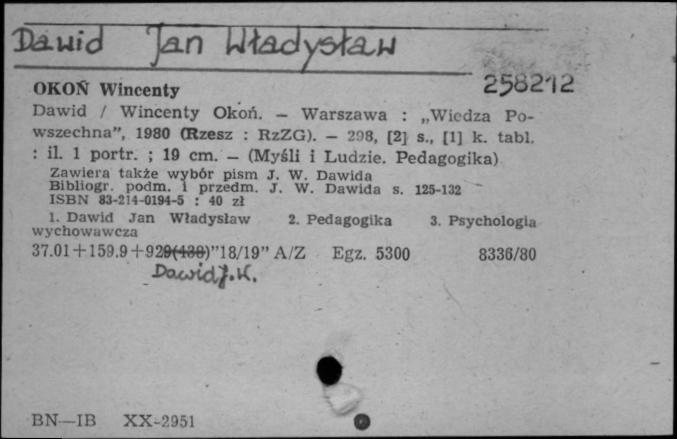 Dawid Jan Władysław
258212
OKOŃ Wincenty
Dawid / Wincenty Okoń. — Warszawa : „Wiedza Po-
wszechna”, 1980 (Rzesz : RzZG). — 298, [2] s., [1] k. tabl.
: il. 1 portr. ; 19 cm. — (Myśli i Ludzie. Pedagogika)
Zawiera także wybór pism J. W. Dawida
Bibliogr. podm. i przedm. J. W. Dawida s. 125-132
ISBN 83-214-0194-5 : 40 zł
1. Dawid Jan Władysław 2. Pedagogika 3. Psychologia
wychowawcza
37.01+159.9+929(438)”18/19” A/Z Egz. 5300 8336/80
Dawid J.W.
BN—IB XX-2951